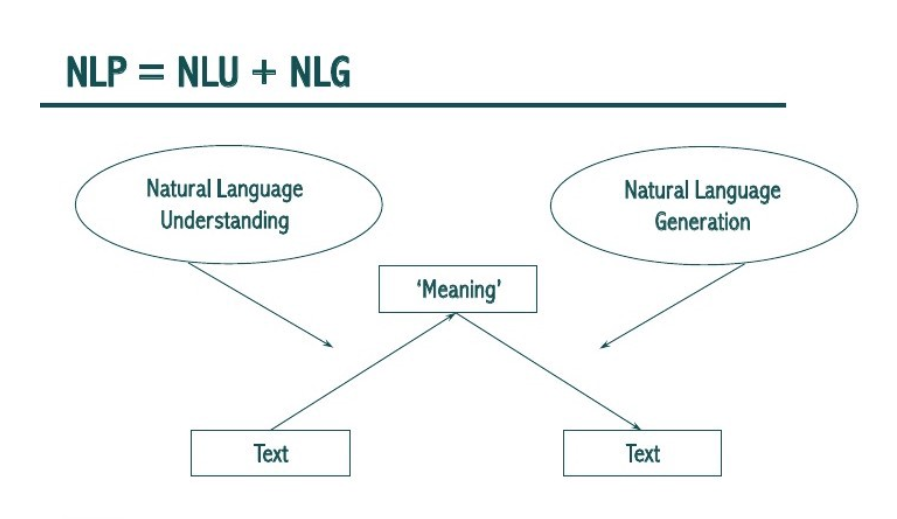 NLP = NLU + NLG
Natural Language
Understanding
Natural Language
Generation
‘Meaning’
Text
Text